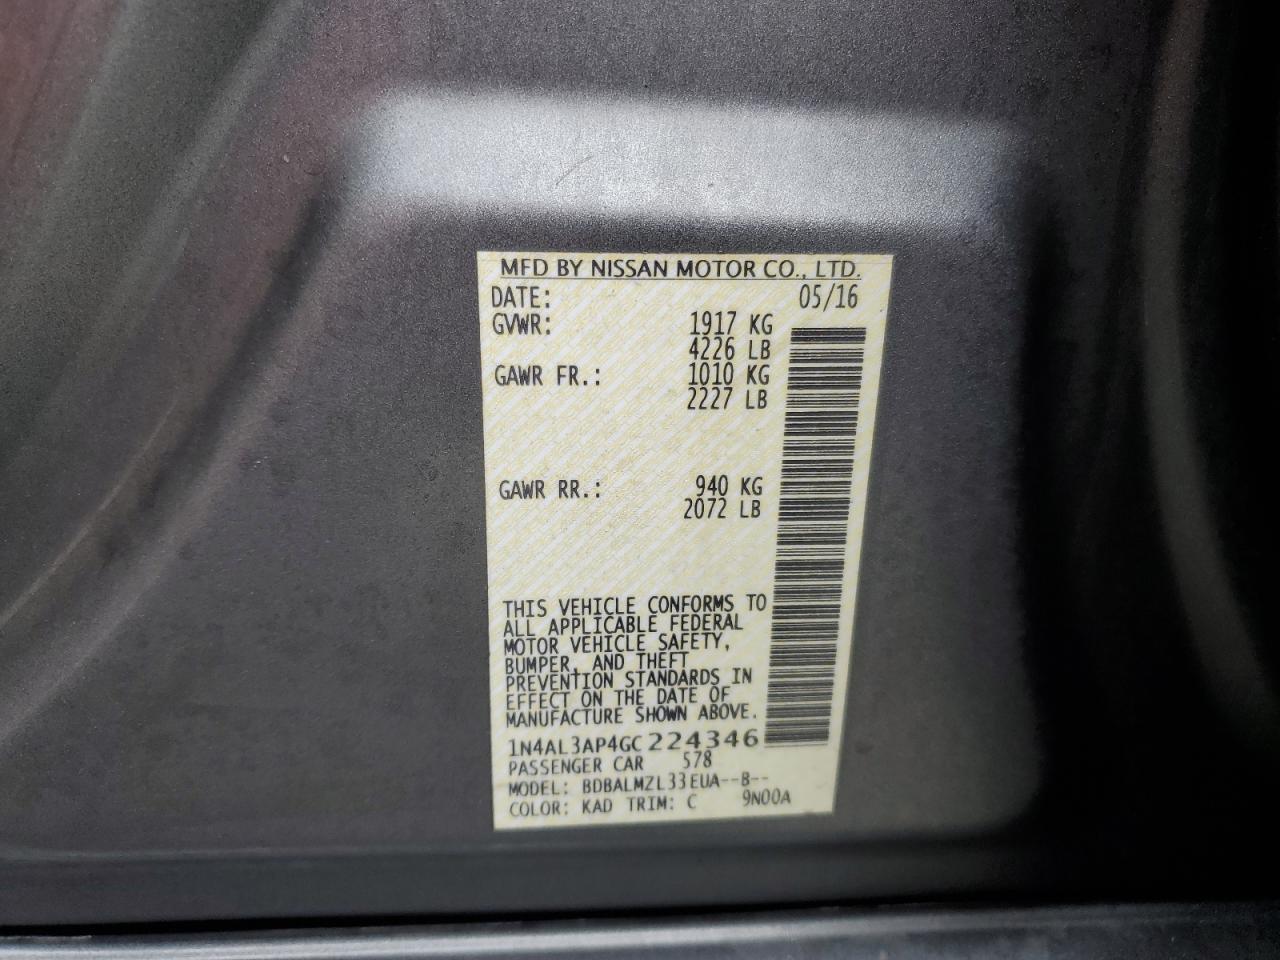 MFD BY NISSAN MOTOR CO., LTD.
DATE: 05/16
GVWR: 1917 KG
4226 LB
GAWR FR.: 1010 KG
2227 LB
GAWR RR.: 940 KG
2072 LB
THIS VEHICLE CONFORMS TO
ALL APPLICABLE FEDERAL
MOTOR VEHICLE SAFETY,
BUMPER, AND THEFT
PREVENTION STANDARDS IN
EFFECT ON THE DATE OF
MANUFACTURE SHOWN ABOVE.
1N4AL3AP4GC224346
PASSENGER CAR 578
MODEL: BDBALMZL33EUA--B--
COLOR: KAD TRIM: C 9N00A